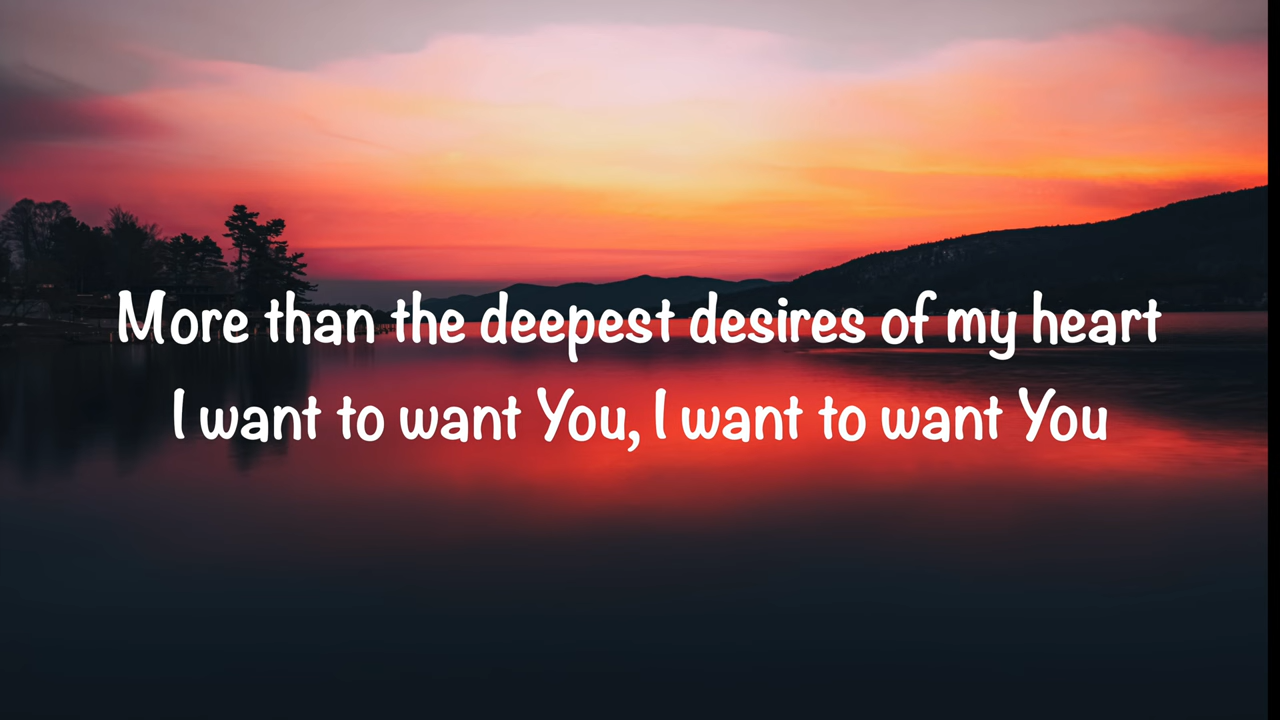 More than the deepest desires of my heart
I want to want You, I want to want You